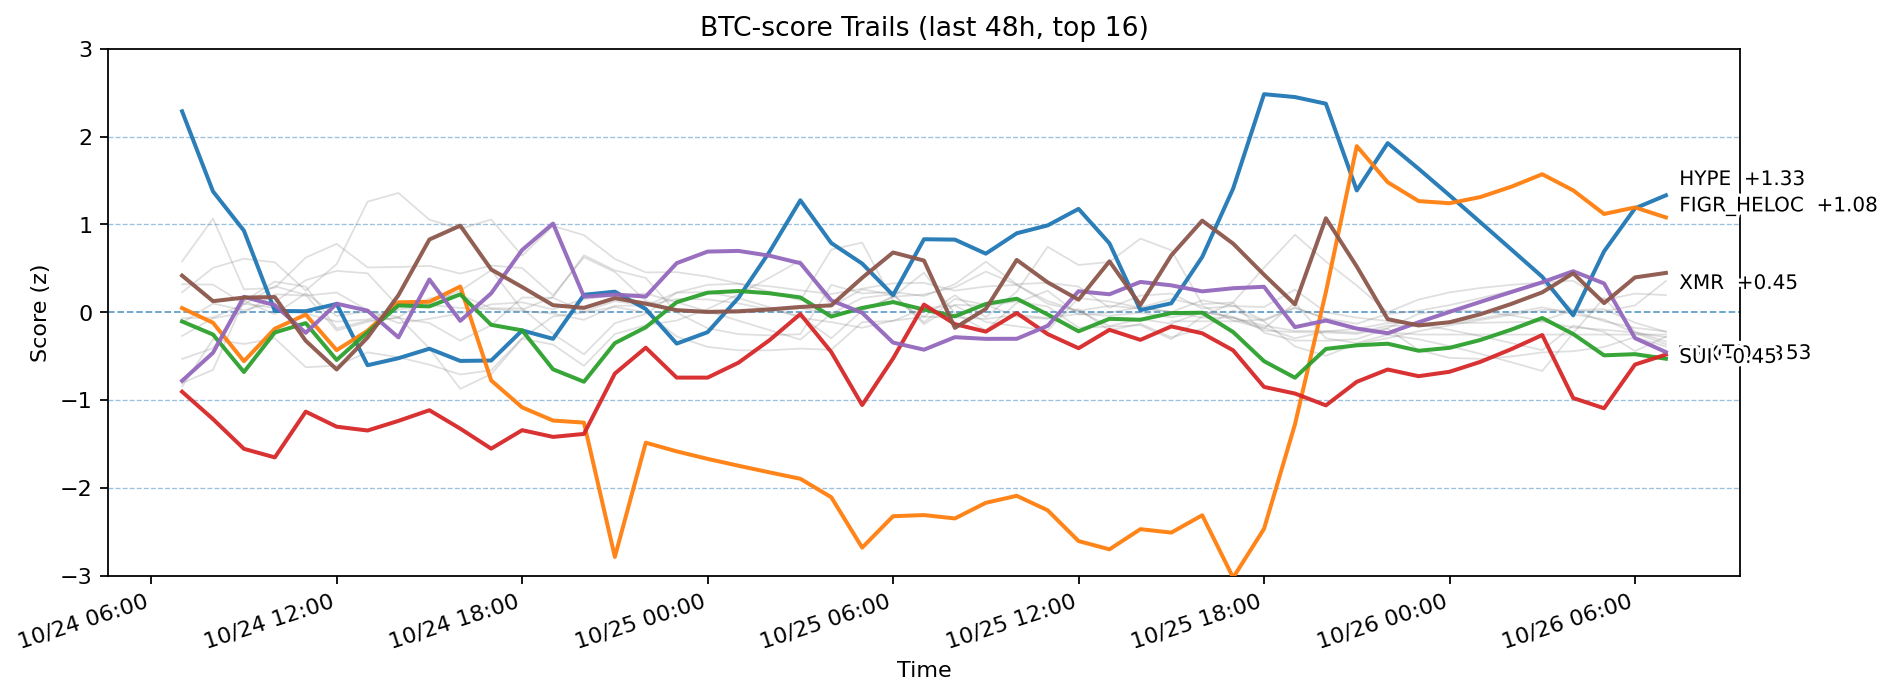 BTC-score Trails (last 48h, top 16)
3
2
1
0
−1
−2
−3
Score (z)
HYPE +1.33
FIGR_HELOC +1.08
XMR +0.45
SUI -0.45
10/24 06:00
10/24 12:00
10/24 18:00
10/25 00:00
10/25 06:00
10/25 12:00
10/25 18:00
10/26 00:00
10/26 06:00
Time